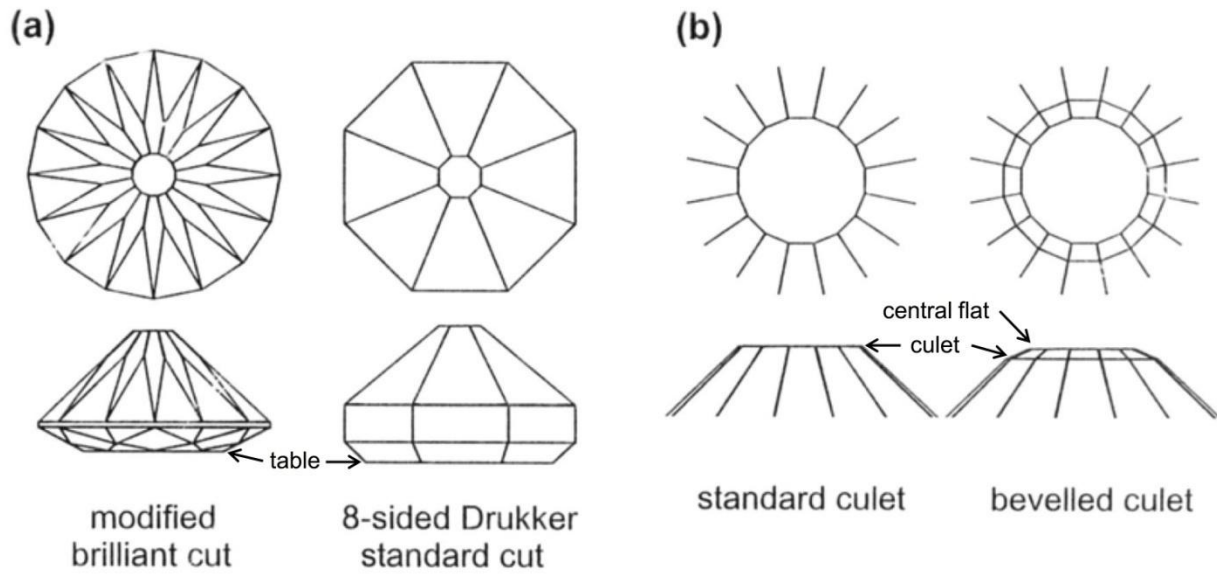 (a)
(b)
central flat
culet
table
modified
brilliant cut
8-sided Drukker
standard cut
standard culet
bevelled culet